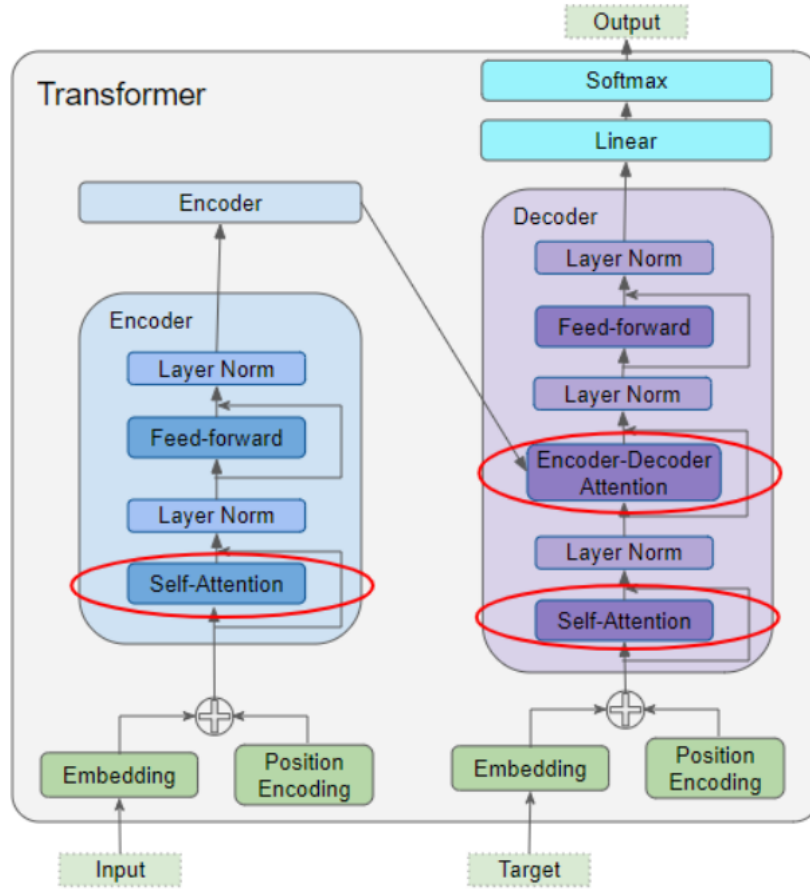 Output
Transformer
Softmax
Linear
Encoder
Decoder
Layer Norm
Feed-forward
Layer Norm
Encoder-Decoder
Attention
Layer Norm
Self-Attention
Encoder
Layer Norm
Feed-forward
Layer Norm
Self-Attention
Embedding
Position
Encoding
Embedding
Position
Encoding
Input
Target